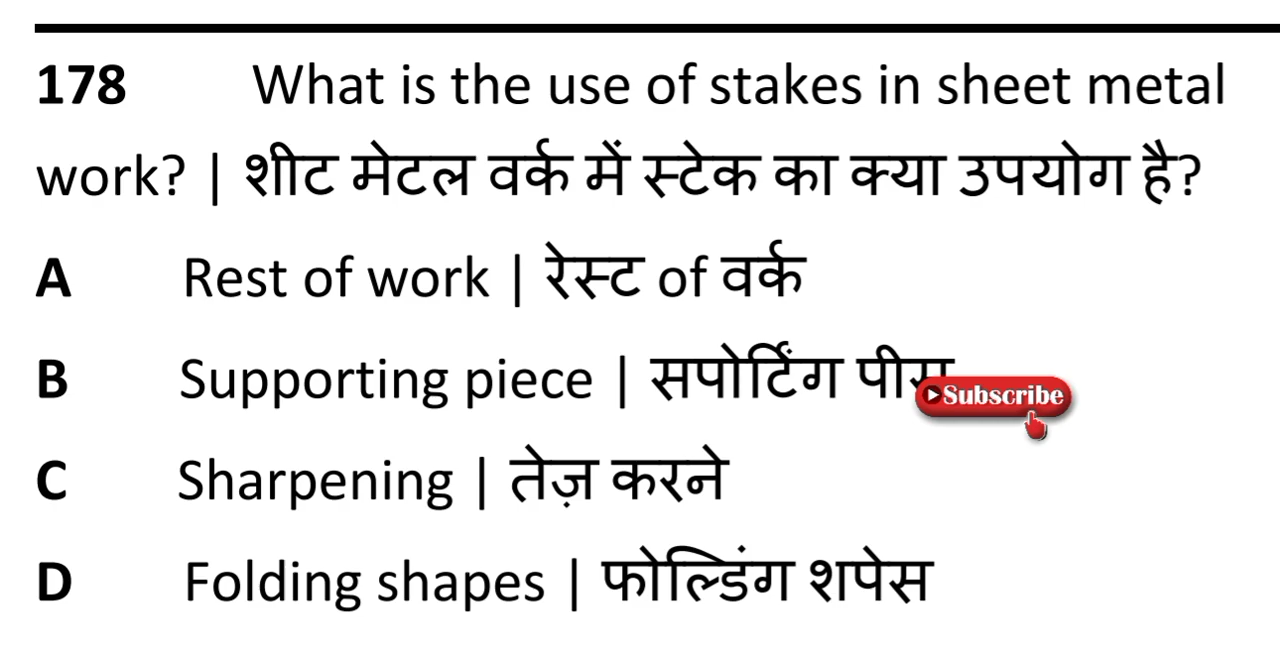 178 What is the use of stakes in sheet metal
work? | शीट मेटल वर्क में स्टेक का क्या उपयोग है?
A Rest of work | रेस्ट of वर्क
B Supporting piece | सपोर्टिंग पीस
Subscribe
C Sharpening | तेज़ करने
D Folding shapes | फोल्डिंग शपेस